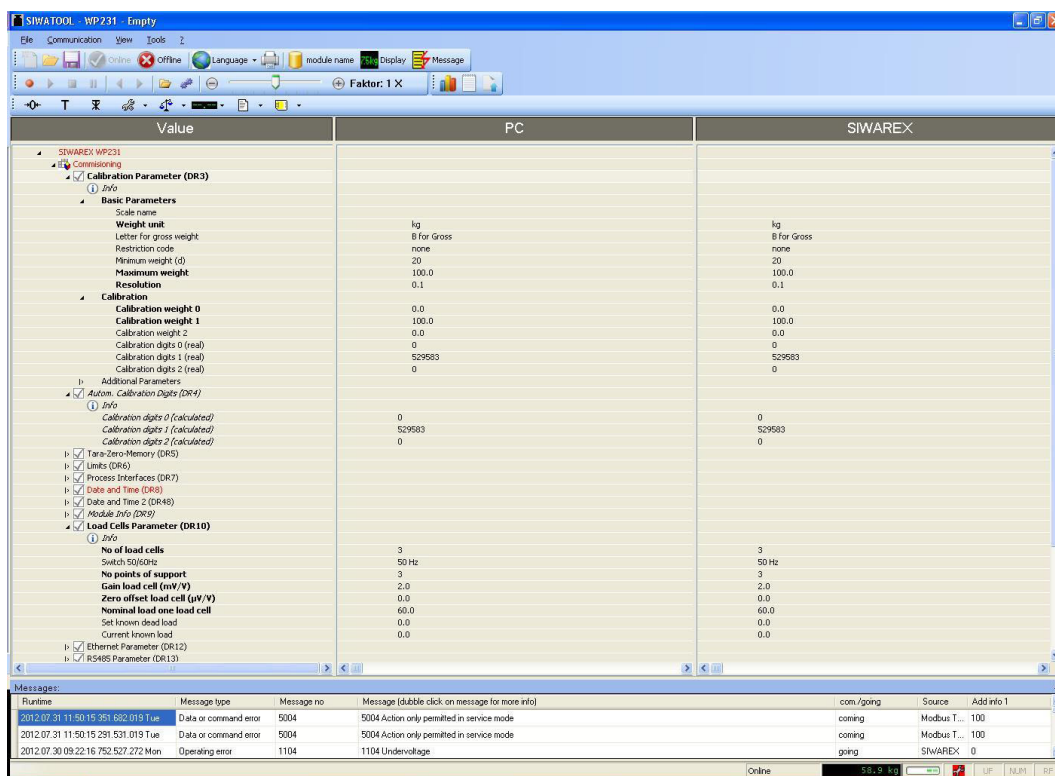 SIWATOOL - WP231 - Empty
File Communication View Tools ?
Online Offline Language module name 75kg Display Message
Faktor: 1 X
T
Value PC SIWAREX
SIWAREX WP231
Commisioning
Calibration Parameter (DR3)
Info
Basic Parameters
Scale name
Weight unit kg kg
Letter for gross weight B for Gross B for Gross
Restriction code none none
Minimum weight (d) 20 20
Maximum weight 100.0 100.0
Resolution 0.1 0.1
Calibration
Calibration weight 0 0.0 0.0
Calibration weight 1 100.0 100.0
Calibration weight 2 0.0 0.0
Calibration digits 0 (real) 0 0
Calibration digits 1 (real) 529583 529583
Calibration digits 2 (real) 0 0
Additional Parameters
Autom. Calibration Digits (DR4)
Info
Calibration digits 0 (calculated) 0 0
Calibration digits 1 (calculated) 529583 529583
Calibration digits 2 (calculated) 0 0
Tara-Zero-Memory (DR5)
Limits (DR6)
Process Interfaces (DR7)
Date and Time (DR8)
Date and Time 2 (DR48)
Module Info (DR9)
Load Cells Parameter (DR10)
Info
No of load cells 3 3
Switch 50/60Hz 50 Hz 50 Hz
No points of support 3 3
Gain load cell (mV/V) 2.0 2.0
Zero offset load cell (µV/V) 0.0 0.0
Nominal load one load cell 60.0 60.0
Set known dead load 0.0 0.0
Current known load 0.0 0.0
Ethernet Parameter (DR12)
RS485 Parameter (DR13)
Messages:
Runtime Message type Message no Message (dubble click on message for more info) com./going Source Add info 1
2012.07.31 11:50:15 351.682.019 Tue Data or command error 5004 5004 Action only permitted in service mode coming Modbus T... 100
2012.07.31 11:50:15 291.531.019 Tue Data or command error 5004 5004 Action only permitted in service mode coming Modbus T... 100
2012.07.30 09:22:16 752.527.272 Mon Operating error 1104 1104 Undervoltage going SIWAREX 0
Online 58.9 kg UF NUM RF